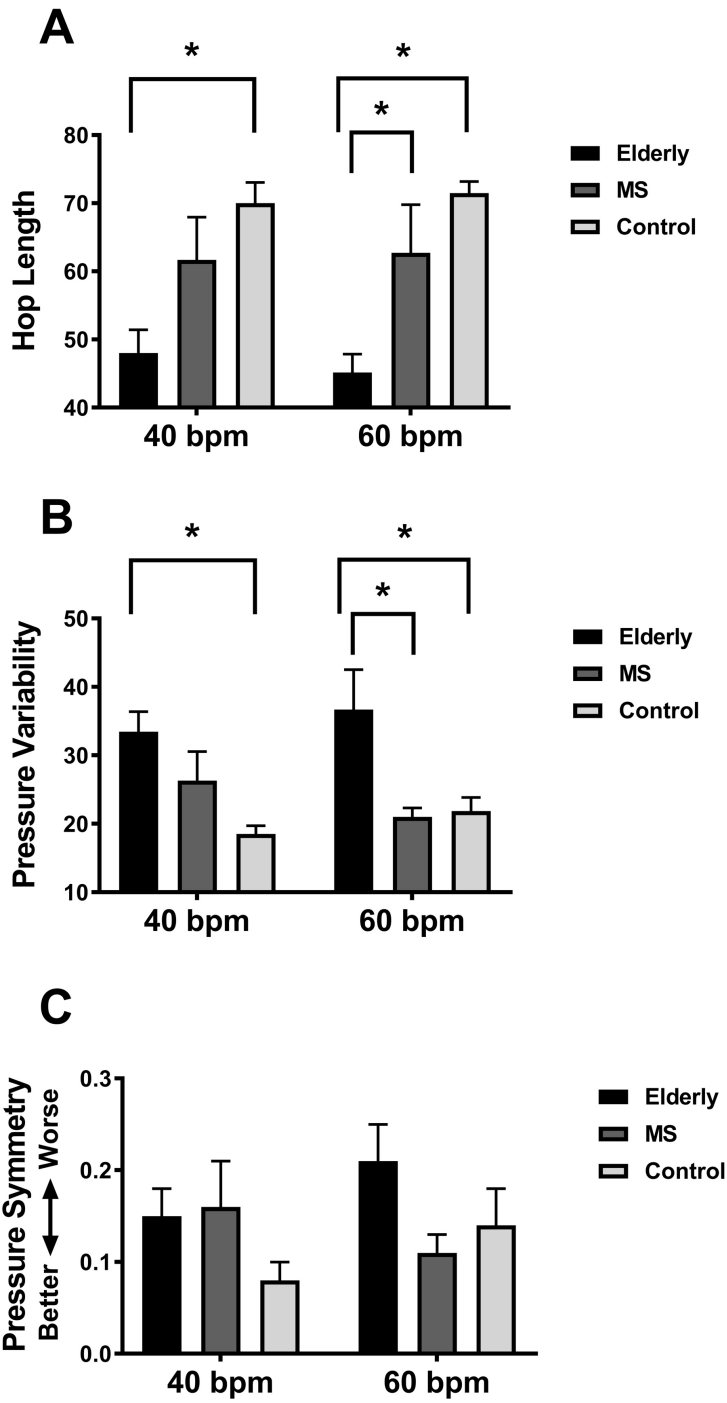 A
*
*
*
80
70
60
50
40
Hop Length
40 bpm
60 bpm
Elderly
MS
Control
B
*
*
*
50
40
30
20
10
Pressure Variability
40 bpm
60 bpm
Elderly
MS
Control
C
0.3
0.2
0.1
0.0
Pressure Symmetry
Better
Worse
40 bpm
60 bpm
Elderly
MS
Control